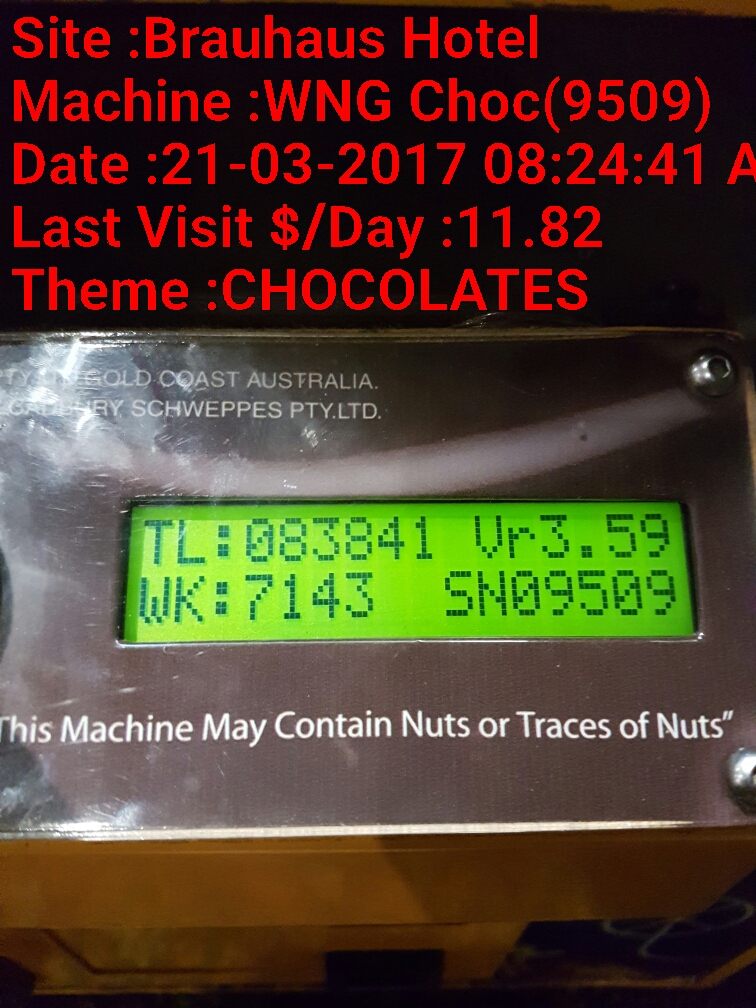 Site :Brauhaus Hotel
Machine :WNG Choc(9509)
Date :21-03-2017 08:24:41 A
Last Visit $/Day :11.82
Theme :CHOCOLATES
GOLD COAST AUSTRALIA.
CADBURY SCHWEPPES PTY.LTD.
TL:083841 Vr3.59
WK:7143 SN09509
This Machine May Contain Nuts or Traces of Nuts"